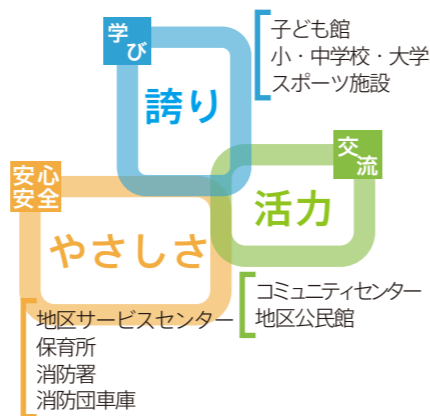 学び
誇り
子ども館
小・中学校・大学
スポーツ施設
交流
活力
コミュニティセンター
地区公民館
安心
安全
やさしさ
地区サービスセンター
保育所
消防署
消防団車庫